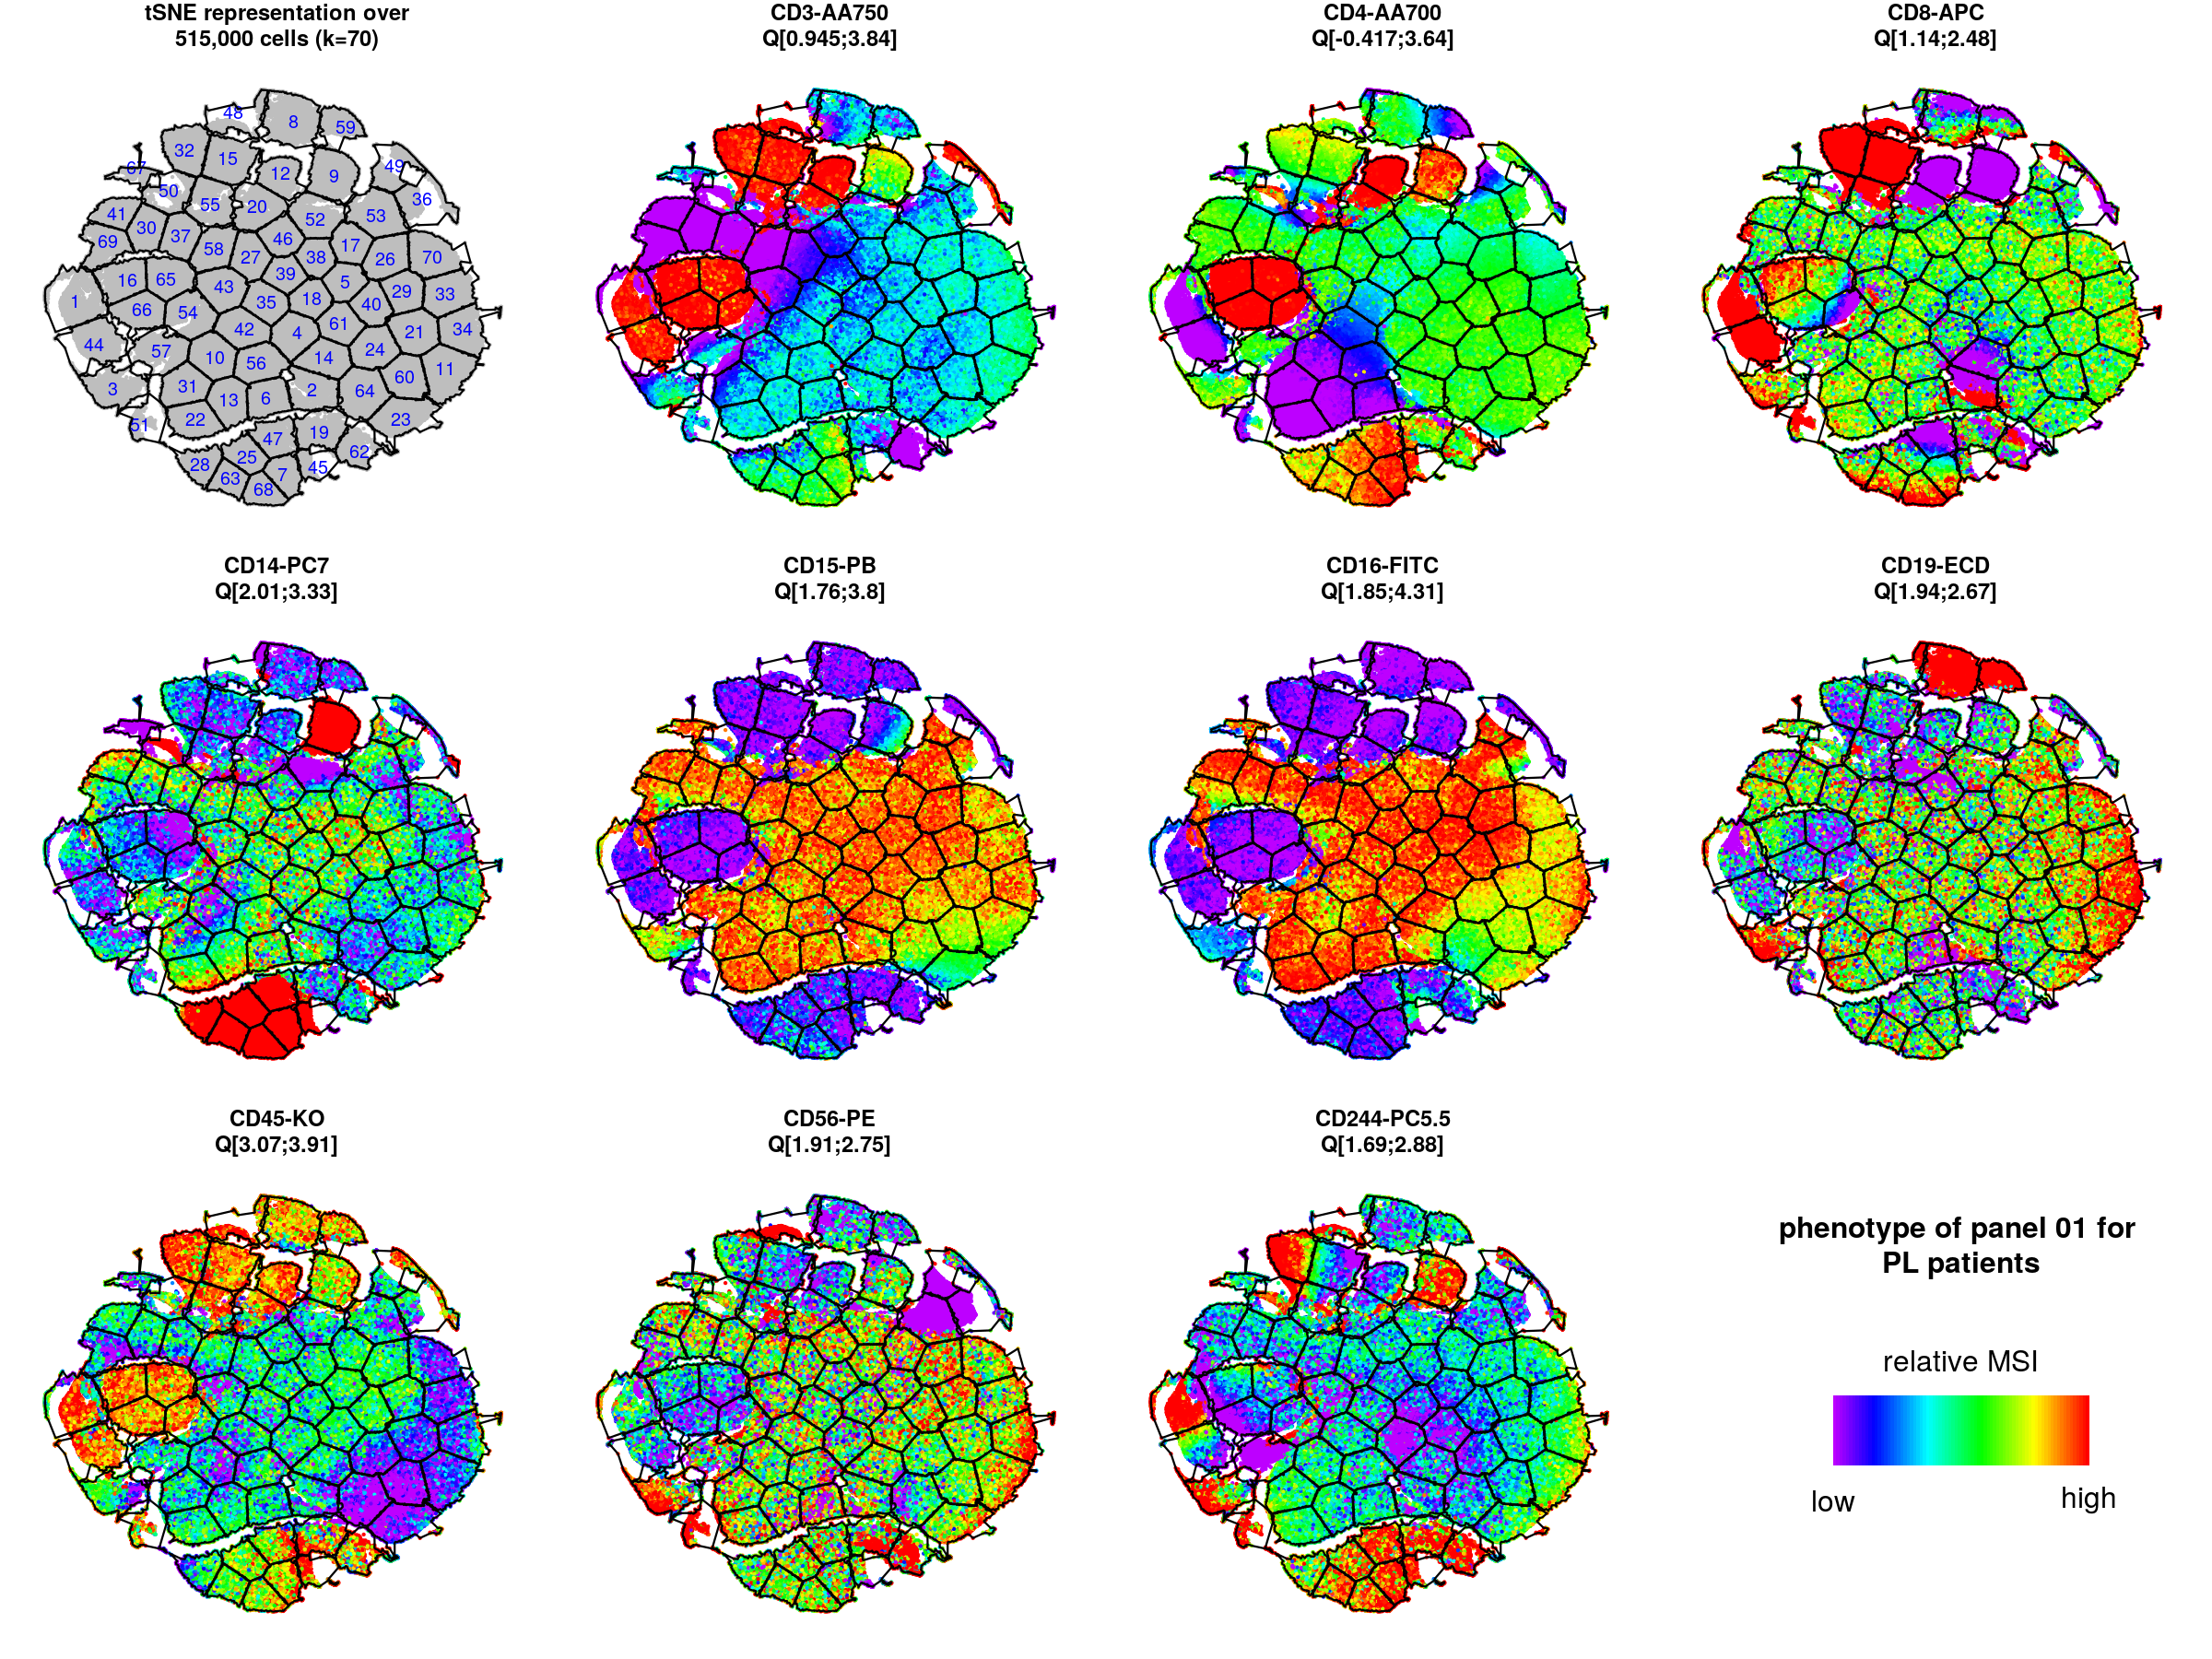 tSNE representation over
515,000 cells (k=70)
CD3-AA750
Q[0.945;3.84]
CD4-AA700
Q[-0.417;3.64]
CD8-APC
Q[1.14;2.48]
48
8
59
32
15
67
12
9
49
50
36
55
20
41
52
53
30
37
69
46
17
58
27
38
26
70
39
16
65
5
43
29
33
1
35
18
40
66
54
61
42
4
21
34
44
57
24
10
56
14
11
60
3
31
2
64
13
6
22
23
51
47
19
62
28
25
45
63
7
68
CD14-PC7
Q[2.01;3.33]
CD15-PB
Q[1.76;3.8]
CD16-FITC
Q[1.85;4.31]
CD19-ECD
Q[1.94;2.67]
CD45-KO
Q[3.07;3.91]
CD56-PE
Q[1.91;2.75]
CD244-PC5.5
Q[1.69;2.88]
phenotype of panel 01 for
PL patients
relative MSI
low
high